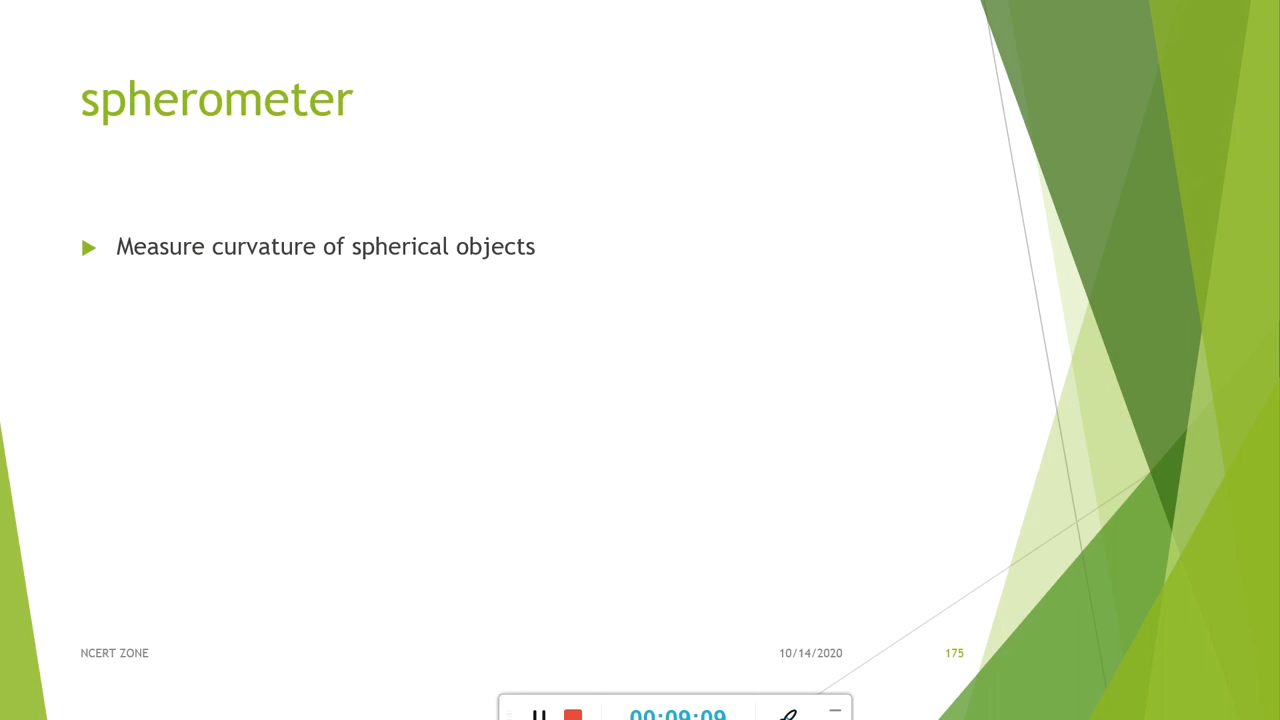 spherometer
Measure curvature of spherical objects
NCERT ZONE
10/14/2020
175
00:09:09